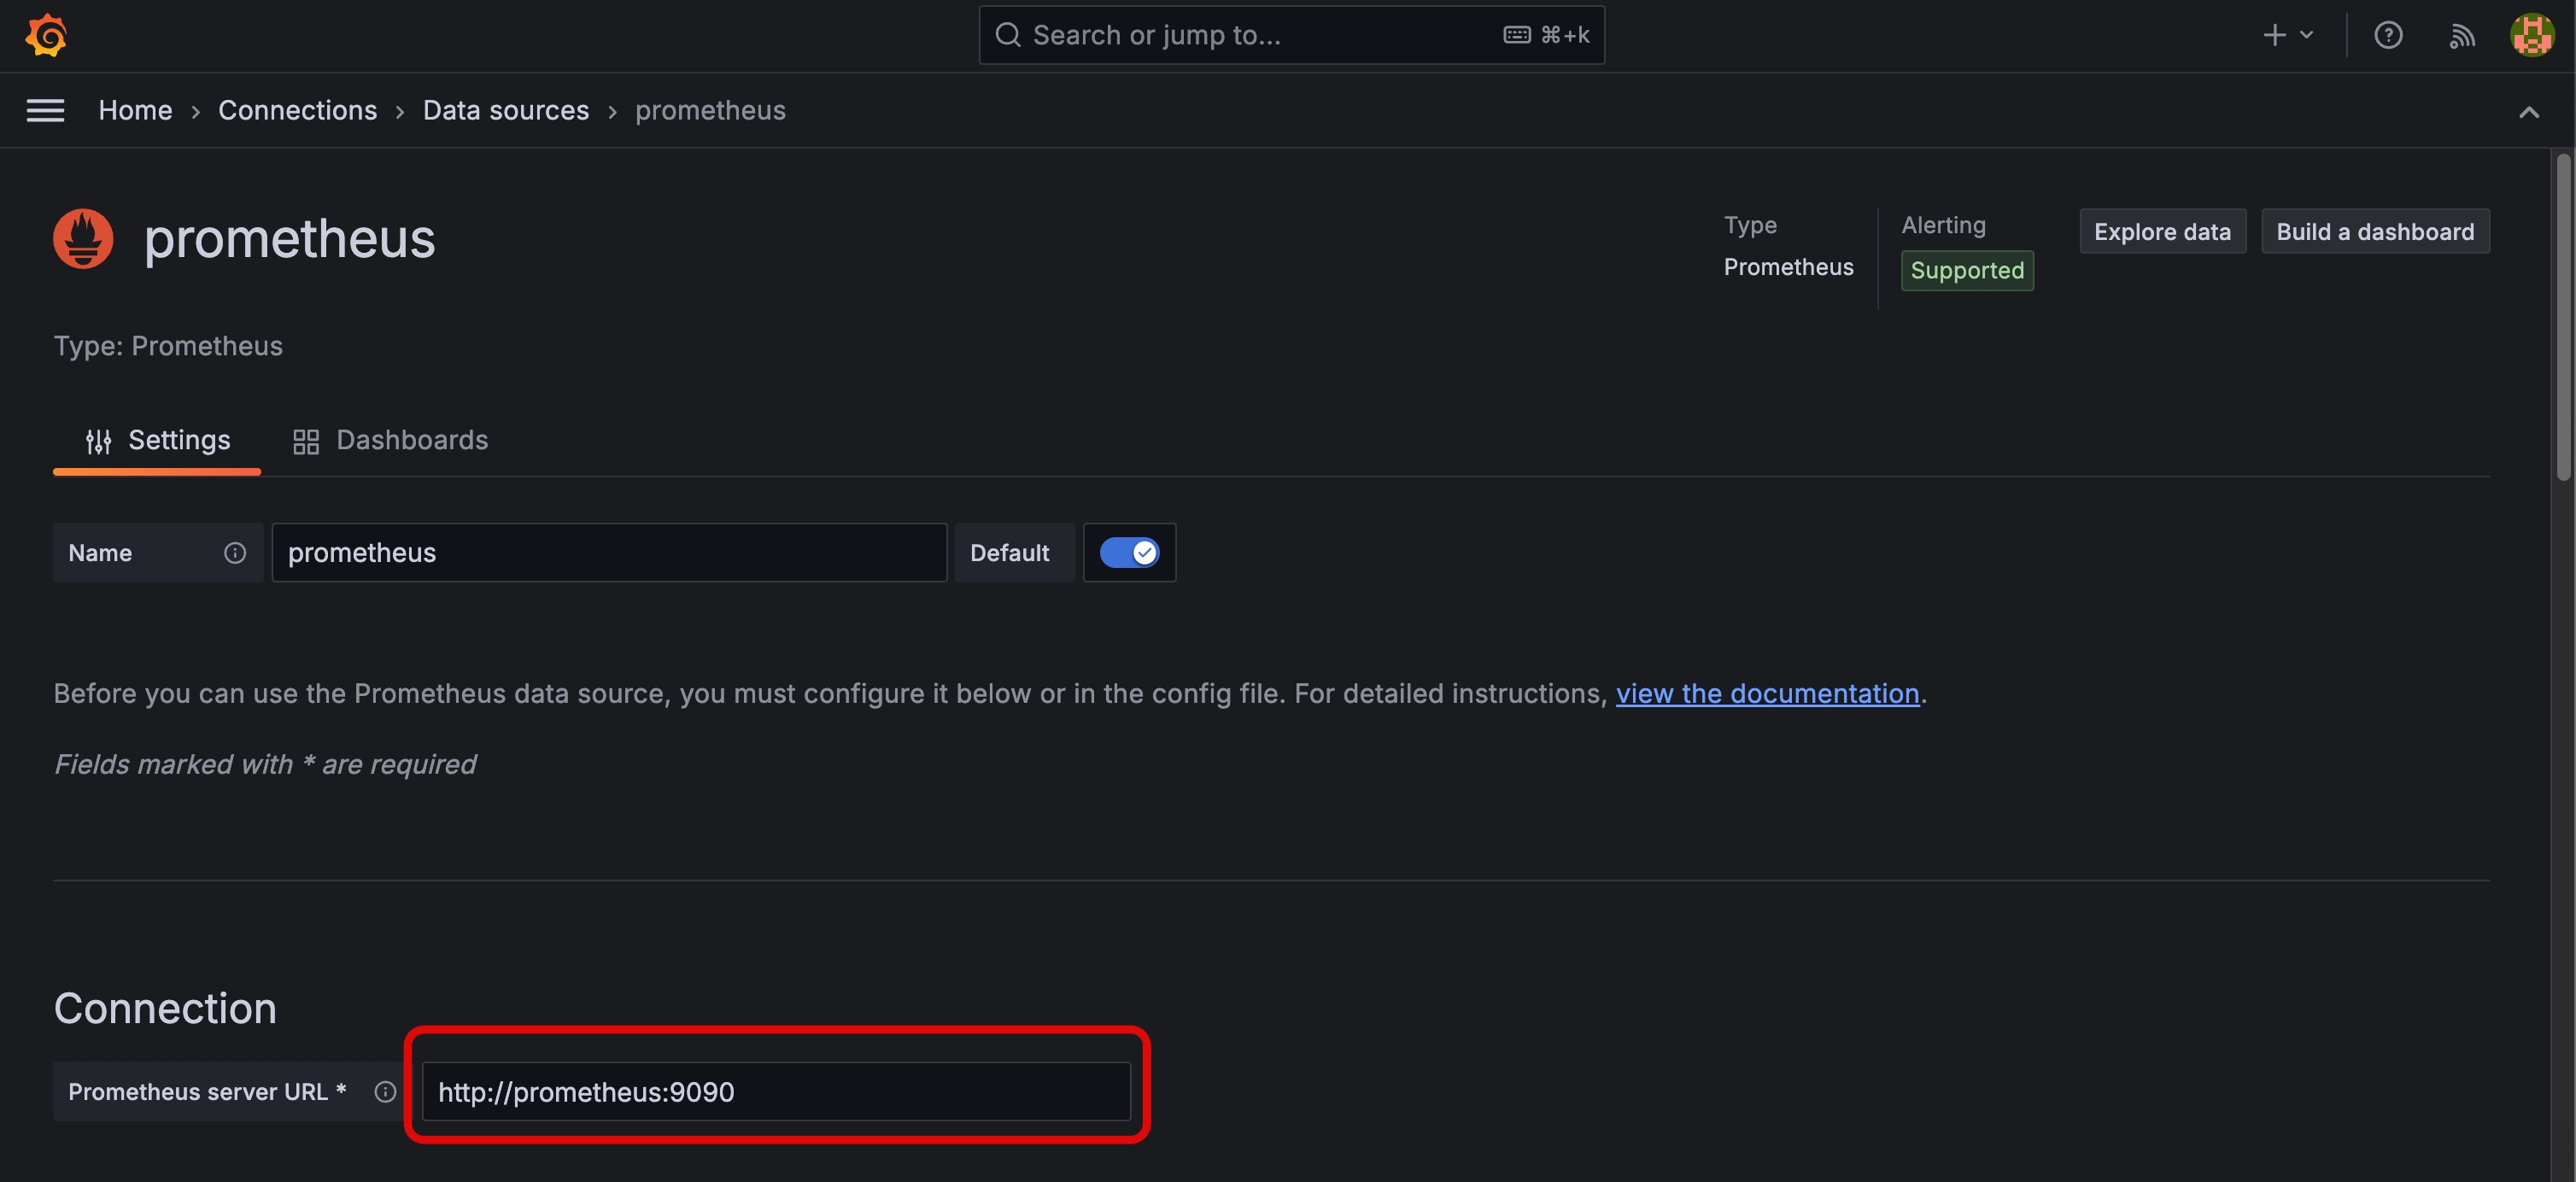 Search or jump to... ⌘+k
Home › Connections › Data sources › prometheus
prometheus
Type
Prometheus
Alerting
Supported
Explore data
Build a dashboard
Type: Prometheus
Settings Dashboards
Name prometheus Default
Before you can use the Prometheus data source, you must configure it below or in the config file. For detailed instructions, view the documentation.
Fields marked with * are required
Connection
Prometheus server URL * http://prometheus:9090